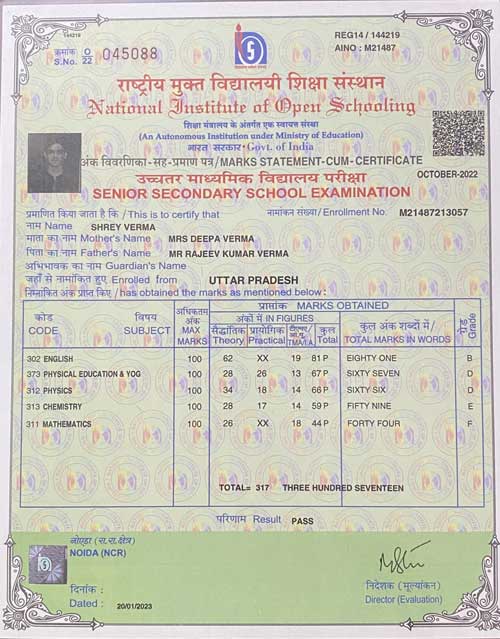 144219
REG14 / 144219
क्रमांक O/22 045088
S.No.
AINO : M21487
राष्ट्रीय मुक्त विद्यालयी शिक्षा संस्थान
National Institute of Open Schooling
शिक्षा मंत्रालय के अंतर्गत एक स्वायत्त संस्था
(An Autonomous Institution under Ministry of Education)
भारत सरकार · Govt. of India
अंक विवरणिका-सह-प्रमाण पत्र/MARKS STATEMENT-CUM-CERTIFICATE
उच्चतर माध्यमिक विद्यालय परीक्षा
OCTOBER-2022
SENIOR SECONDARY SCHOOL EXAMINATION
प्रमाणित किया जाता है कि /This is to certify that
नामांकन संख्या/Enrollment No. M21487213057
नाम Name SHREY VERMA
माता का नाम Mother's Name MRS DEEPA VERMA
पिता का नाम Father's Name MR RAJEEV KUMAR VERMA
अभिभावक का नाम Guardian's Name
जहाँ से नामांकित हुए Enrolled from UTTAR PRADESH
निम्नांकित अंक प्राप्त किए /has obtained the marks as mentioned below :
प्राप्तांक MARKS OBTAINED
कोड विषय अधिकतम अंक अंकों में IN FIGURES कुल अंक शब्दों में/ ग्रेड
CODE SUBJECT MAX MARKS सैद्धांतिक Theory प्रायोगिक Practical TMA/I.A. कुल Total TOTAL MARKS IN WORDS Grade
302 ENGLISH 100 62 XX 19 81 P EIGHTY ONE B
373 PHYSICAL EDUCATION & YOG 100 28 26 13 67 P SIXTY SEVEN D
312 PHYSICS 100 34 18 14 66 P SIXTY SIX D
313 CHEMISTRY 100 28 17 14 59 P FIFTY NINE E
311 MATHEMATICS 100 26 XX 18 44 P FORTY FOUR F
TOTAL= 317 THREE HUNDRED SEVENTEEN
परिणाम Result PASS
नोएडा (रा.रा.क्षेत्र)
NOIDA (NCR)
दिनांक :
Dated : 20/01/2023
निदेशक (मूल्यांकन)
Director (Evaluation)